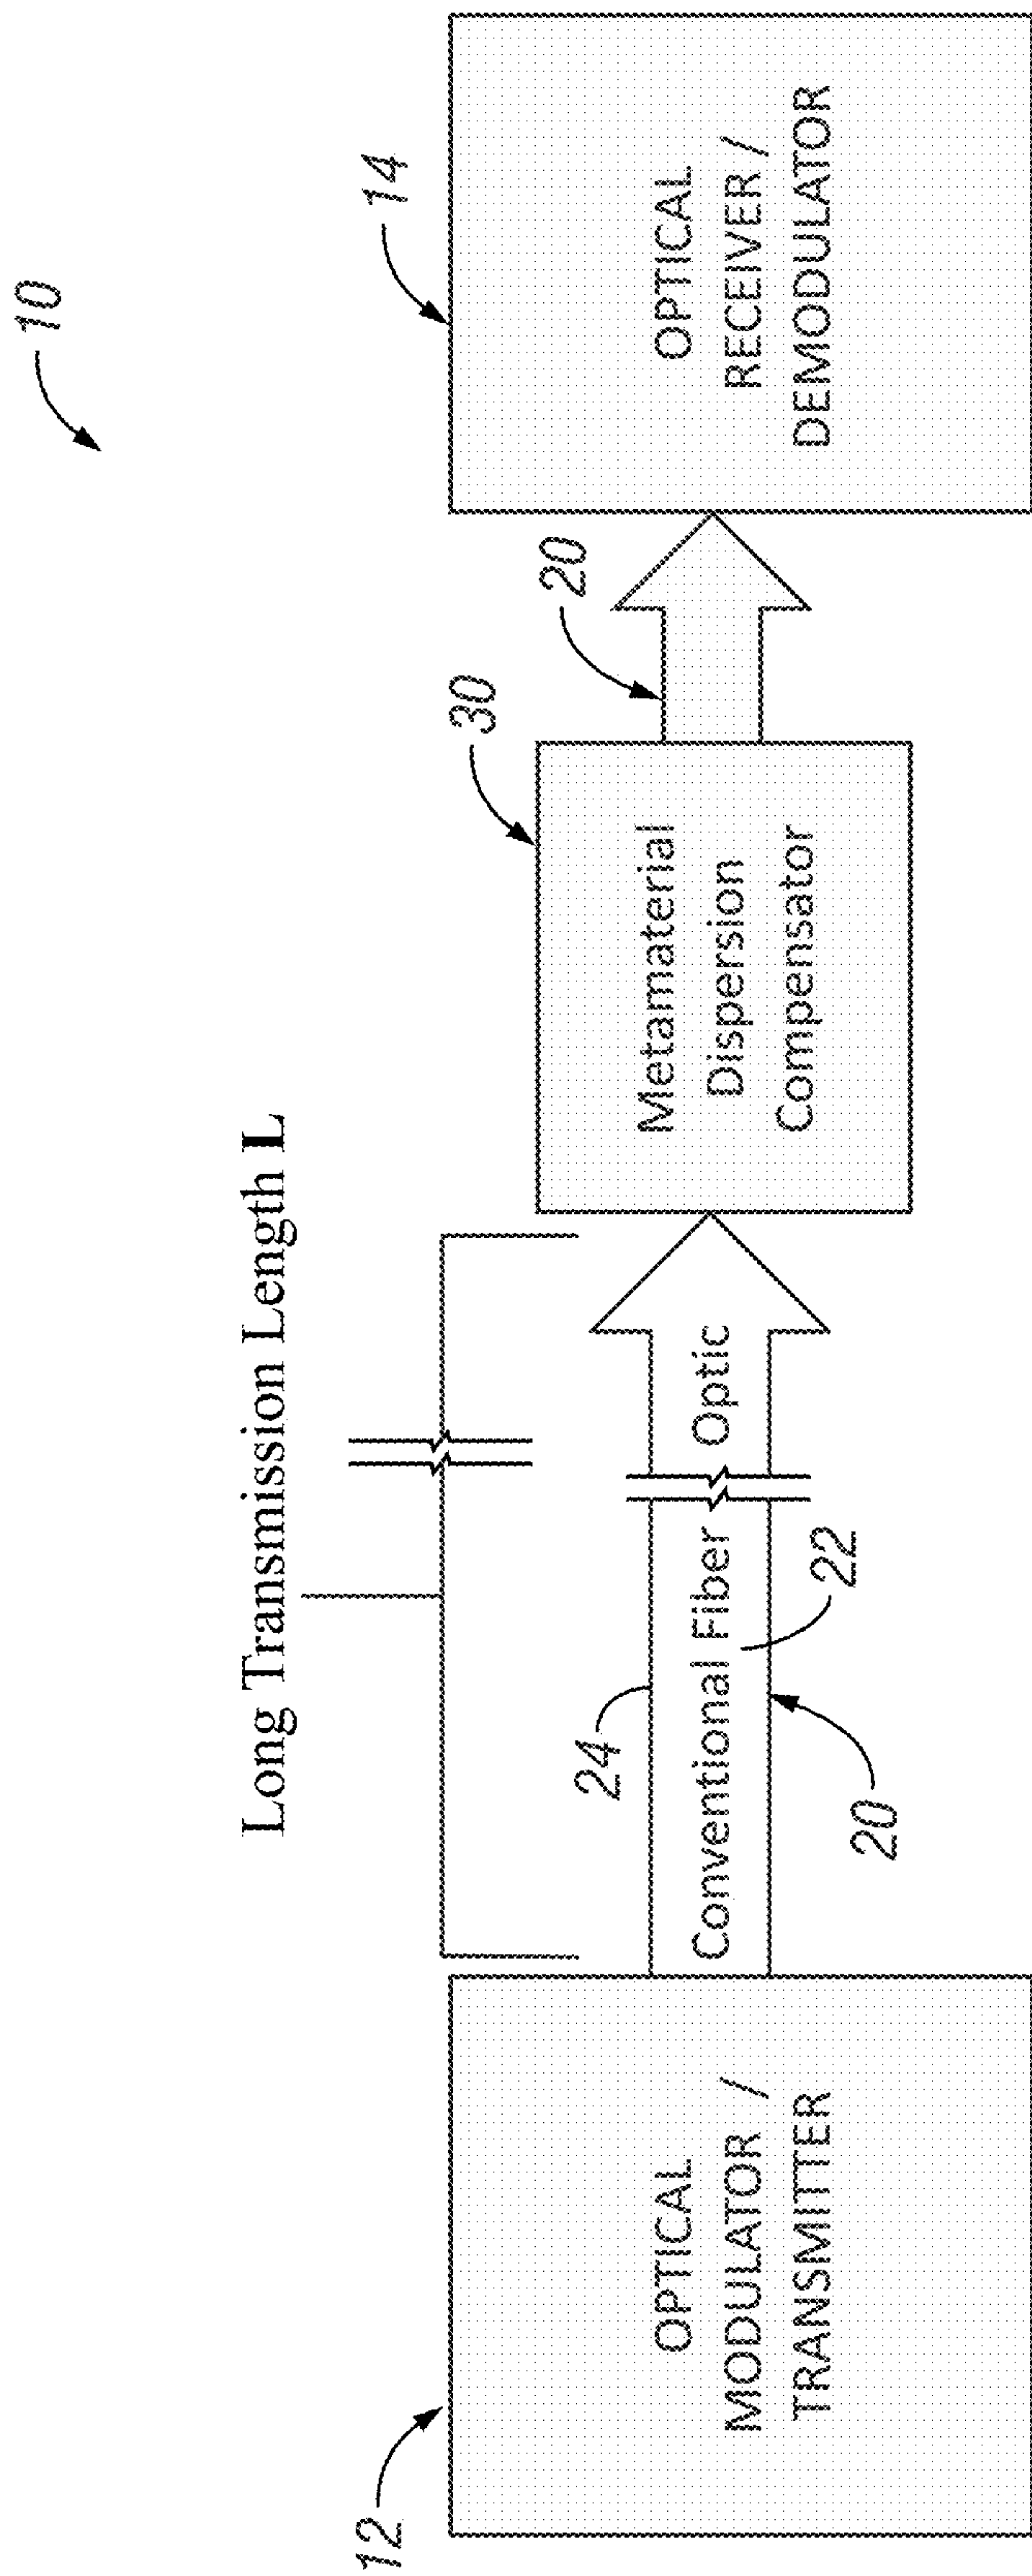 10
Long Transmission Length L
12
OPTICAL
MODULATOR /
TRANSMITTER
24
Conventional Fiber Optic
22
20
30
Metamaterial
Dispersion
Compensator
20
14
OPTICAL
RECEIVER /
DEMODULATOR